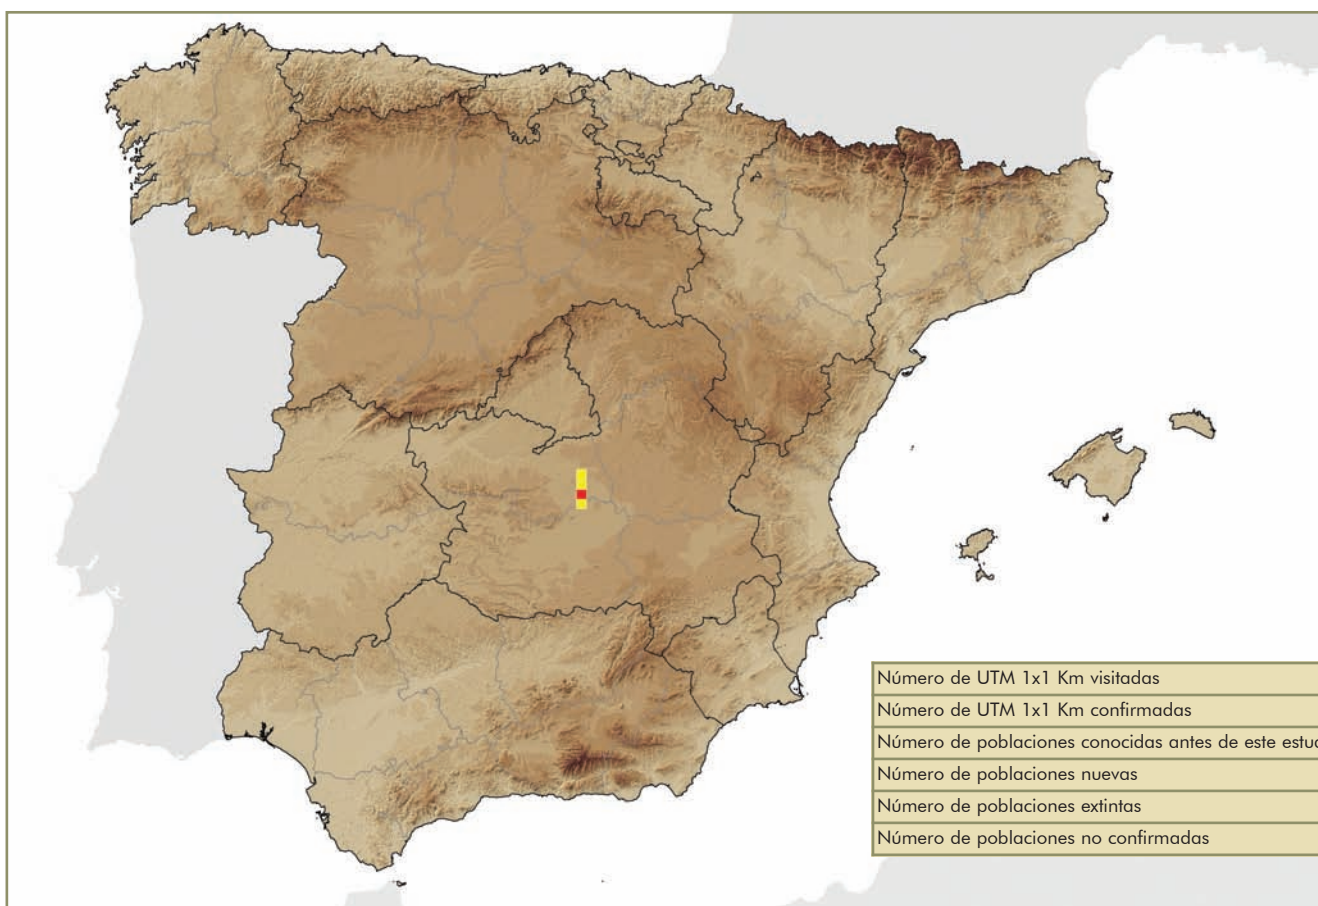 Número de UTM 1x1 Km visitadas
Número de UTM 1x1 Km confirmadas
Número de poblaciones conocidas antes de este
Número de poblaciones nuevas
Número de poblaciones extintas
Número de poblaciones no confirmadas